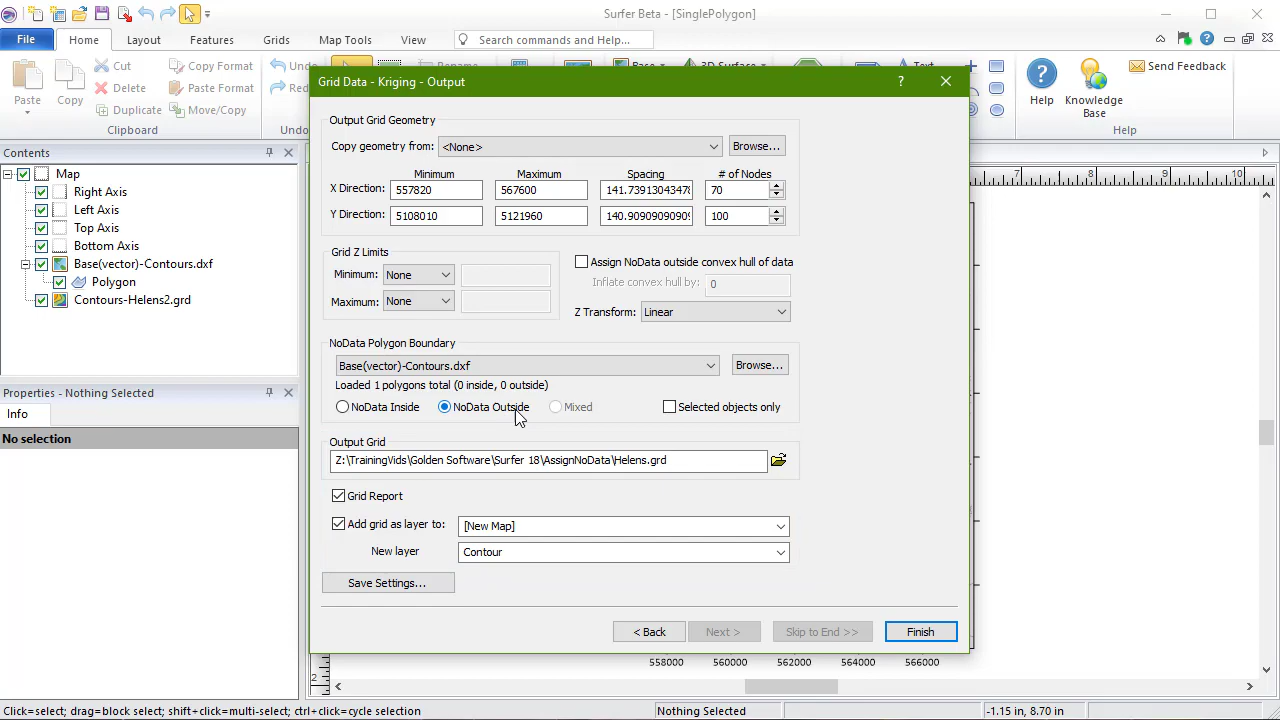 Surfer Beta - [SinglePolygon]
File Home Layout Features Grids Map Tools View Search commands and Help...
Paste Copy Cut Delete Duplicate Copy Format Paste Format Move/Copy
Clipboard
Undo
Help
Knowledge Base
Send Feedback
Help
Contents
Map
Right Axis
Left Axis
Top Axis
Bottom Axis
Base(vector)-Contours.dxf
Polygon
Contours-Helens2.grd
Properties - Nothing Selected
Info
No selection
Grid Data - Kriging - Output
Output Grid Geometry
Copy geometry from: <None> Browse...
Minimum Maximum Spacing # of Nodes
X Direction: 557820 567600 141.7391304347 70
Y Direction: 5108010 5121960 140.9090909090 100
Grid Z Limits
Minimum: None
Maximum: None
Assign NoData outside convex hull of data
Inflate convex hull by: 0
Z Transform: Linear
NoData Polygon Boundary
Base(vector)-Contours.dxf Browse...
Loaded 1 polygons total (0 inside, 0 outside)
NoData Inside NoData Outside Mixed Selected objects only
Output Grid
Z:\TrainingVids\Golden Software\Surfer 18\AssignNoData\Helens.grd
Grid Report
Add grid as layer to: [New Map]
New layer Contour
Save Settings...
< Back Next > Skip to End >> Finish
7 8 9 10
558000 560000 562000 564000 566000
2
Click=select; drag=block select; shift+click=multi-select; ctrl+click=cycle selection Nothing Selected -1.15 in, 8.70 in